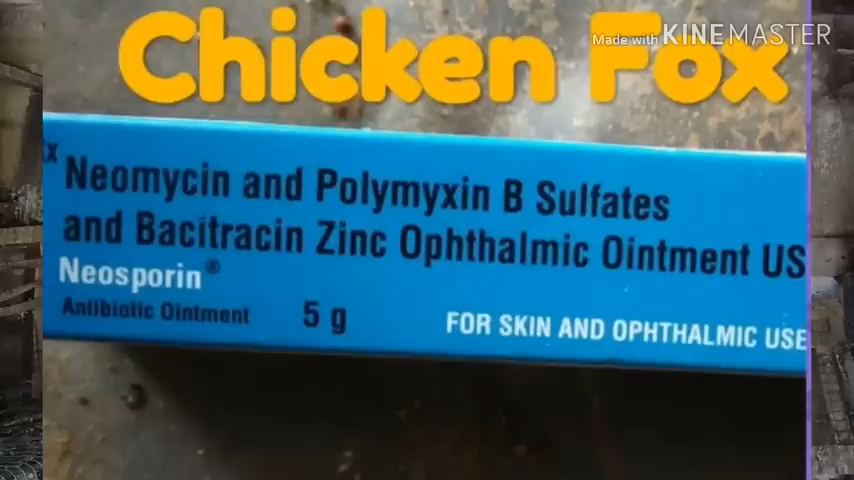 Chicken Fox
Made with KINEMASTER
Neomycin and Polymyxin B Sulfates
and Bacitracin Zinc Ophthalmic Ointment US
Neosporin®
Antibiotic Ointment 5 g
FOR SKIN AND OPHTHALMIC USE